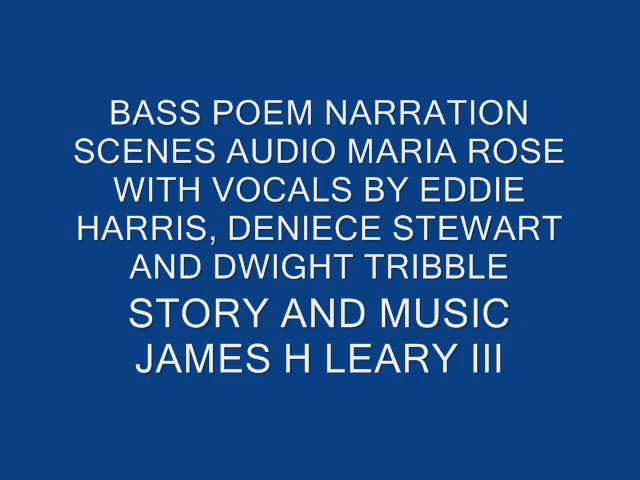 BASS POEM NARRATION
SCENES AUDIO MARIA ROSE
WITH VOCALS BY EDDIE
HARRIS, DENIECE STEWART
AND DWIGHT TRIBBLE
STORY AND MUSIC
JAMES H LEARY III